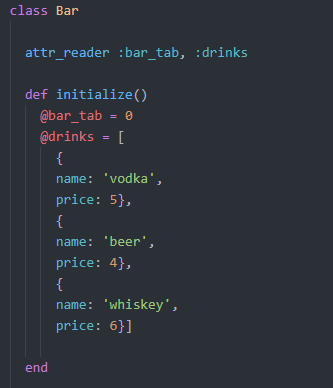 class Bar
attr_reader :bar_tab, :drinks
def initialize()
@bar_tab = 0
@drinks = [
{
name: 'vodka',
price: 5},
{
name: 'beer',
price: 4},
{
name: 'whiskey',
price: 6}]
end